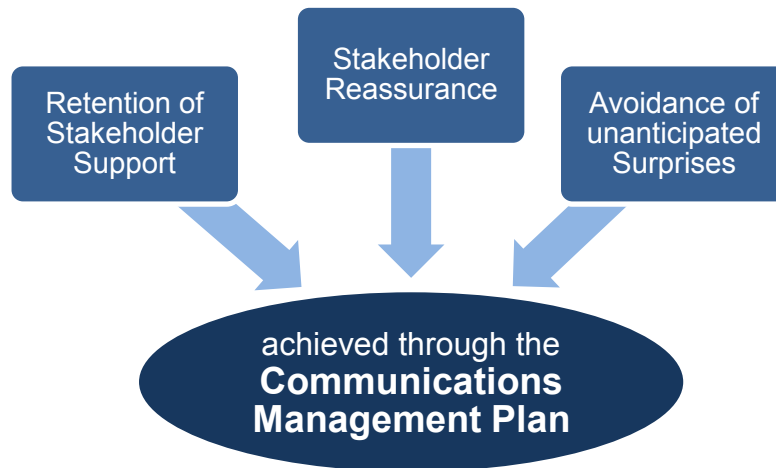 Retention of
Stakeholder
Support
Stakeholder
Reassurance
Avoidance of
unanticipated
Surprises
achieved through the
Communications
Management Plan